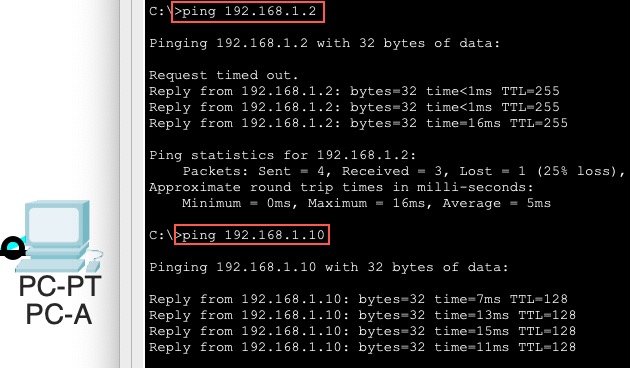 C:\>ping 192.168.1.2
Pinging 192.168.1.2 with 32 bytes of data:
Request timed out.
Reply from 192.168.1.2: bytes=32 time<1ms TTL=255
Reply from 192.168.1.2: bytes=32 time<1ms TTL=255
Reply from 192.168.1.2: bytes=32 time=16ms TTL=255
Ping statistics for 192.168.1.2:
Packets: Sent = 4, Received = 3, Lost = 1 (25% loss),
Approximate round trip times in milli-seconds:
Minimum = 0ms, Maximum = 16ms, Average = 5ms
C:\>ping 192.168.1.10
Pinging 192.168.1.10 with 32 bytes of data:
Reply from 192.168.1.10: bytes=32 time=7ms TTL=128
Reply from 192.168.1.10: bytes=32 time=13ms TTL=128
Reply from 192.168.1.10: bytes=32 time=15ms TTL=128
Reply from 192.168.1.10: bytes=32 time=11ms TTL=128
PC-PT
PC-A